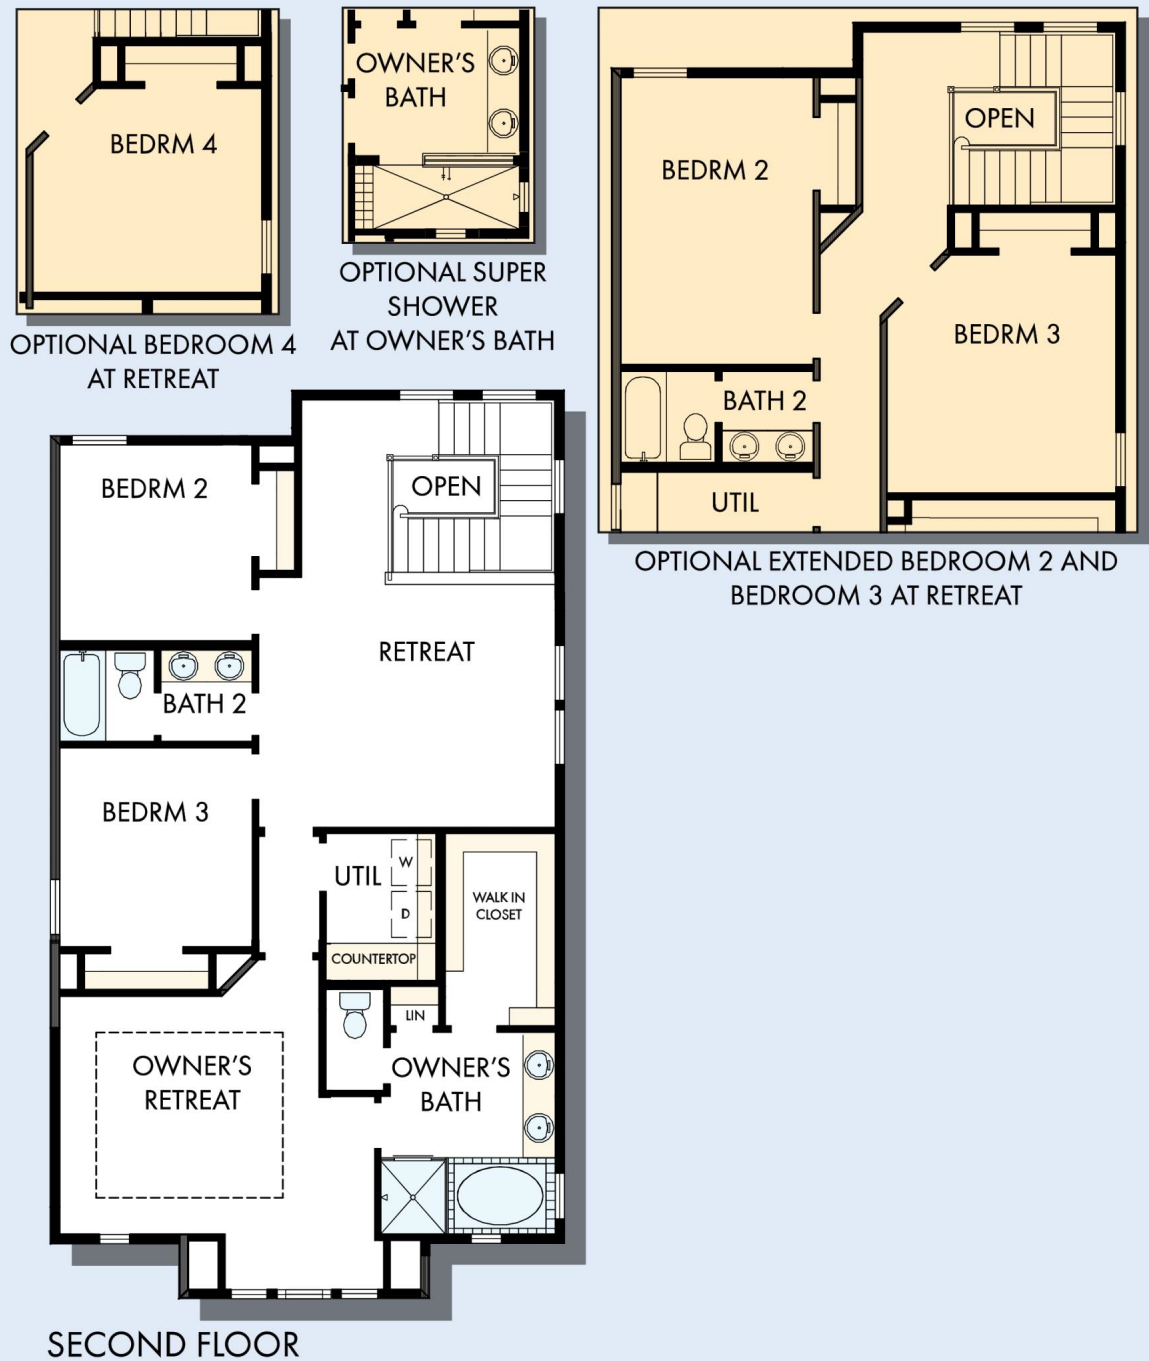 BEDRM 4
OPTIONAL BEDROOM 4
AT RETREAT
OWNER'S
BATH
OPTIONAL SUPER
SHOWER
AT OWNER'S BATH
OPEN
BEDRM 2
BEDRM 3
BATH 2
UTIL
OPTIONAL EXTENDED BEDROOM 2 AND
BEDROOM 3 AT RETREAT
BEDRM 2
OPEN
RETREAT
BATH 2
BEDRM 3
UTIL
W
D
COUNTERTOP
WALK IN
CLOSET
LIN
OWNER'S
RETREAT
OWNER'S
BATH
SECOND FLOOR